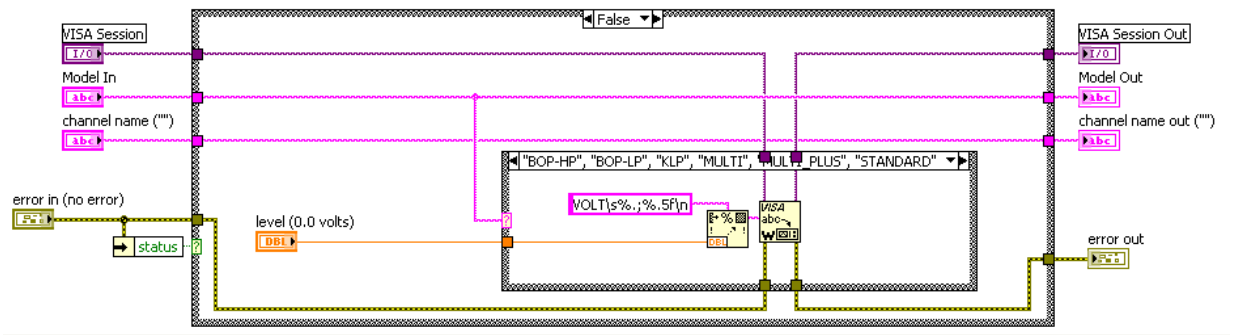 False
VISA Session
I/O
VISA Session Out
I/O
Model In
abc
Model Out
abc
channel name ("")
abc
channel name out ("")
abc
"BOP-HP", "BOP-LP", "KLP", "MULTI", "MULTI_PLUS", "STANDARD"
error in (no error)
status
?
level (0.0 volts)
DBL
?
VOLT\s%.;%.5f\n
%
DBL
VISA
abc
W
error out